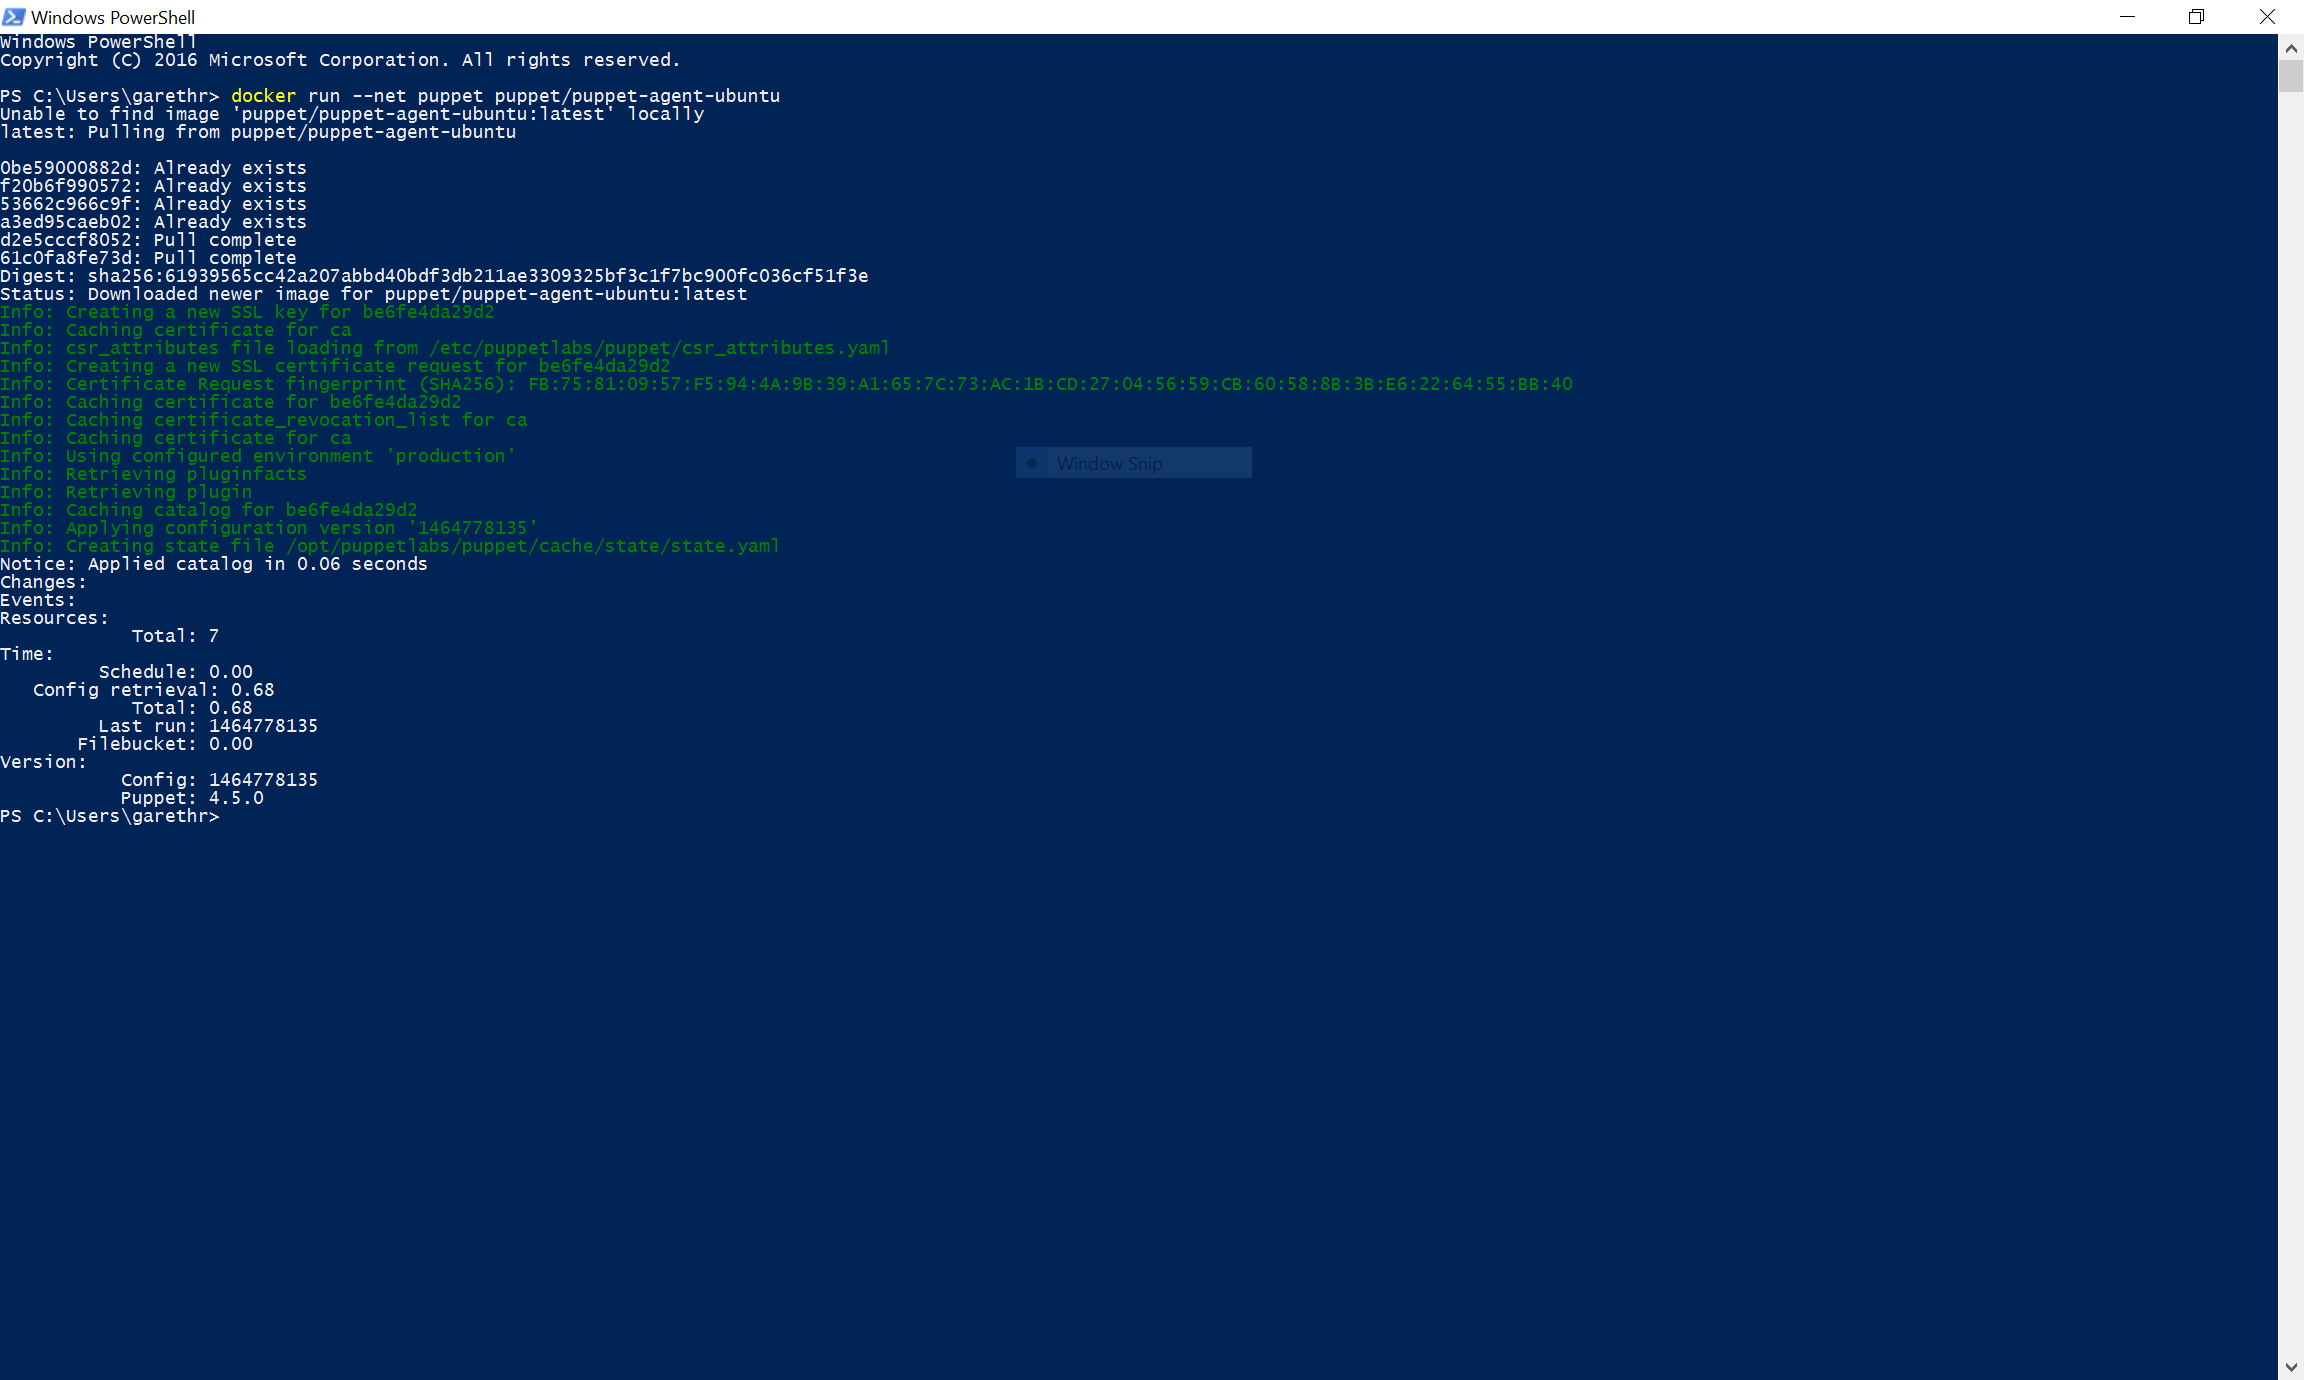 Windows PowerShell
Windows PowerShell
Copyright (C) 2016 Microsoft Corporation. All rights reserved.
PS C:\Users\garethr> docker run --net puppet puppet/puppet-agent-ubuntu
Unable to find image 'puppet/puppet-agent-ubuntu:latest' locally
latest: Pulling from puppet/puppet-agent-ubuntu
0be59000882d: Already exists
f20b6f990572: Already exists
53662c966c9f: Already exists
a3ed95caeb02: Already exists
d2e5cccf8052: Pull complete
61c0fa8fe73d: Pull complete
Digest: sha256:61939565cc42a207abbd40bdf3db211ae3309325bf3c1f7bc900fc036cf51f3e
Status: Downloaded newer image for puppet/puppet-agent-ubuntu:latest
Info: Creating a new SSL key for be6fe4da29d2
Info: Caching certificate for ca
Info: csr_attributes file loading from /etc/puppetlabs/puppet/csr_attributes.yaml
Info: Creating a new SSL certificate request for be6fe4da29d2
Info: Certificate Request fingerprint (SHA256): FB:75:81:09:57:F5:94:4A:9B:39:A1:65:7C:73:AC:1B:CD:27:04:56:59:CB:60:58:8B:3B:E6:22:64:55:BB:40
Info: Caching certificate for be6fe4da29d2
Info: Caching certificate_revocation_list for ca
Info: Caching certificate for ca
Info: Using configured environment 'production'
Info: Retrieving pluginfacts
Info: Retrieving plugin
Info: Caching catalog for be6fe4da29d2
Info: Applying configuration version '1464778135'
Info: Creating state file /opt/puppetlabs/puppet/cache/state/state.yaml
Notice: Applied catalog in 0.06 seconds
Changes:
Events:
Resources:
Total: 7
Time:
Schedule: 0.00
Config retrieval: 0.68
Total: 0.68
Last run: 1464778135
Filebucket: 0.00
Version:
Config: 1464778135
Puppet: 4.5.0
PS C:\Users\garethr>
Window Snip